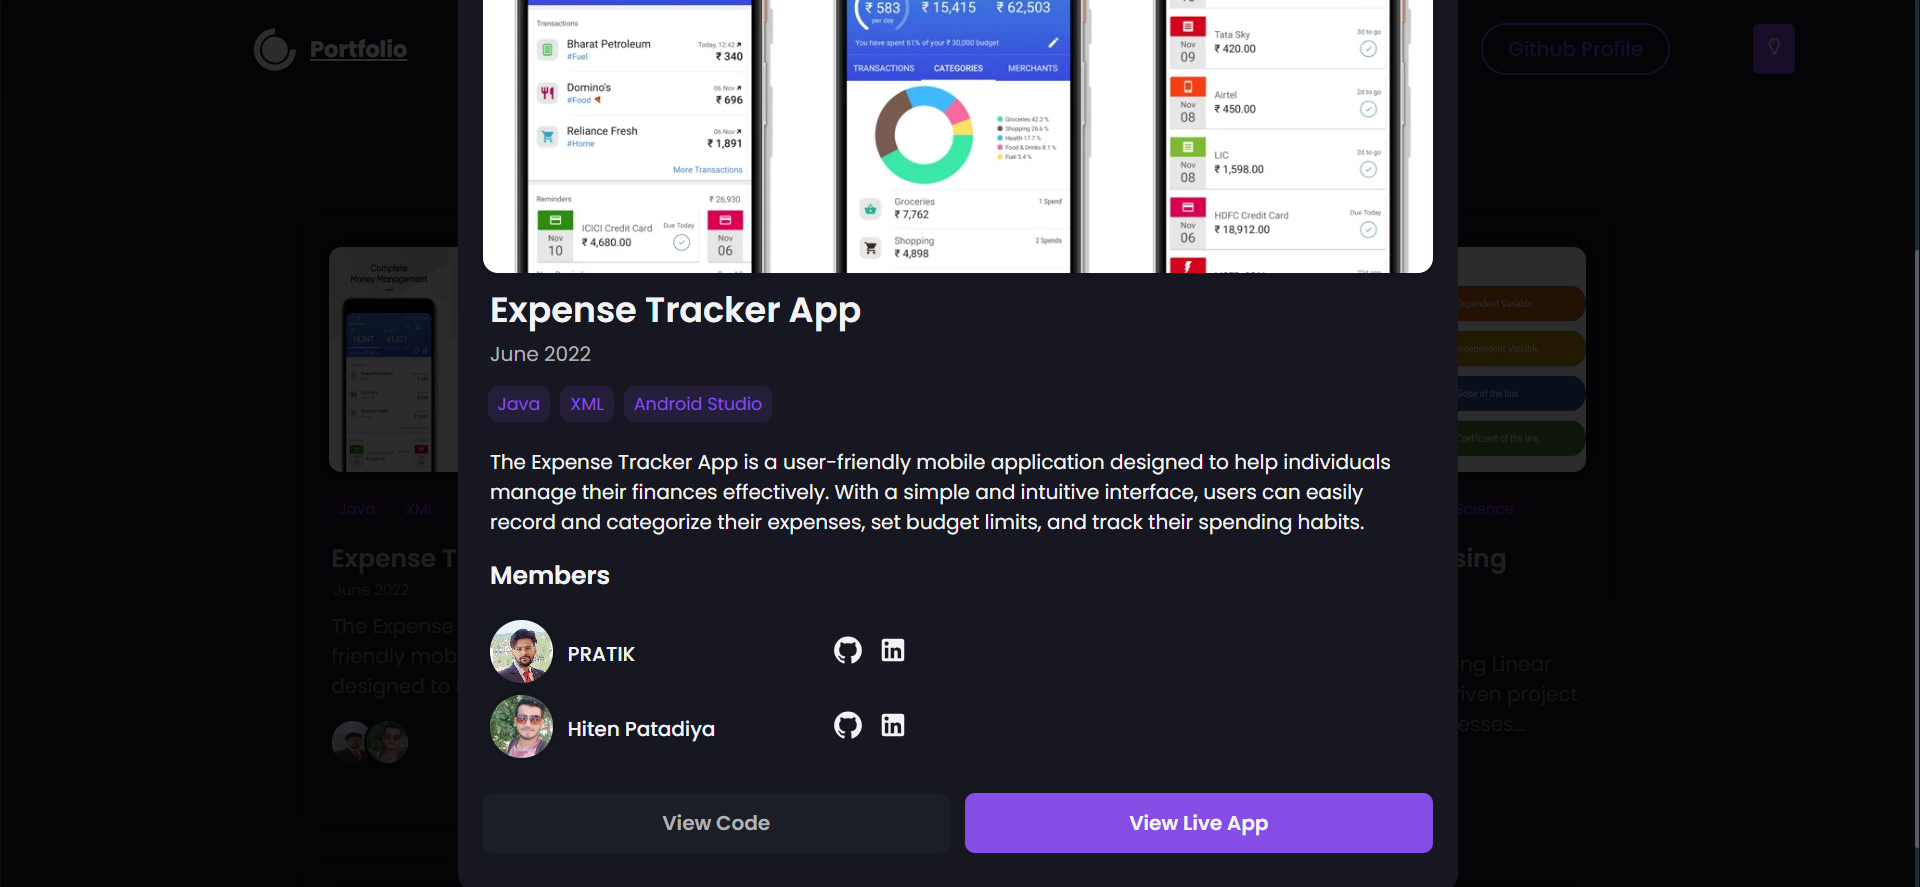 Portfolio
Github Profile
Transactions
Bharat Petroleum
Today, 12:42
#Fuel
₹ 340
Domino's
06 Nov
#Food
₹ 696
Reliance Fresh
06 Nov
#Home
₹ 1,891
More Transactions
Reminders
₹ 26,930
Nov
10
ICICI Credit Card
₹ 4,680.00
Due Today
Nov
06
₹ 583
per day
₹ 15,415
₹ 62,503
You have spent 61% of your ₹ 30,000 budget
TRANSACTIONS
CATEGORIES
MERCHANTS
Groceries 42.2 %
Shopping 26.6 %
Health 17.7 %
Food & Drinks 8.1 %
Fuel 5.4 %
Groceries
₹ 7,762
1 Spend
Shopping
₹ 4,898
2 Spends
Nov
09
Tata Sky
₹ 420.00
3d to go
Nov
08
Airtel
₹ 450.00
2d to go
Nov
08
LIC
₹ 1,598.00
2d to go
Nov
06
HDFC Credit Card
₹ 18,912.00
Due Today
Expense Tracker App
June 2022
Java
XML
Android Studio
The Expense Tracker App is a user-friendly mobile application designed to help individuals
manage their finances effectively. With a simple and intuitive interface, users can easily
record and categorize their expenses, set budget limits, and track their spending habits.
Members
PRATIK
Hiten Patadiya
View Code
View Live App
Complete
Money Management
Java
XML
Expense T
June 2022
The Expense
friendly mob
designed to
Dependent Variable
Independent Variable
Slope of the line
Coefficient of the line
Science
sing
ng Linear
riven project
esses...